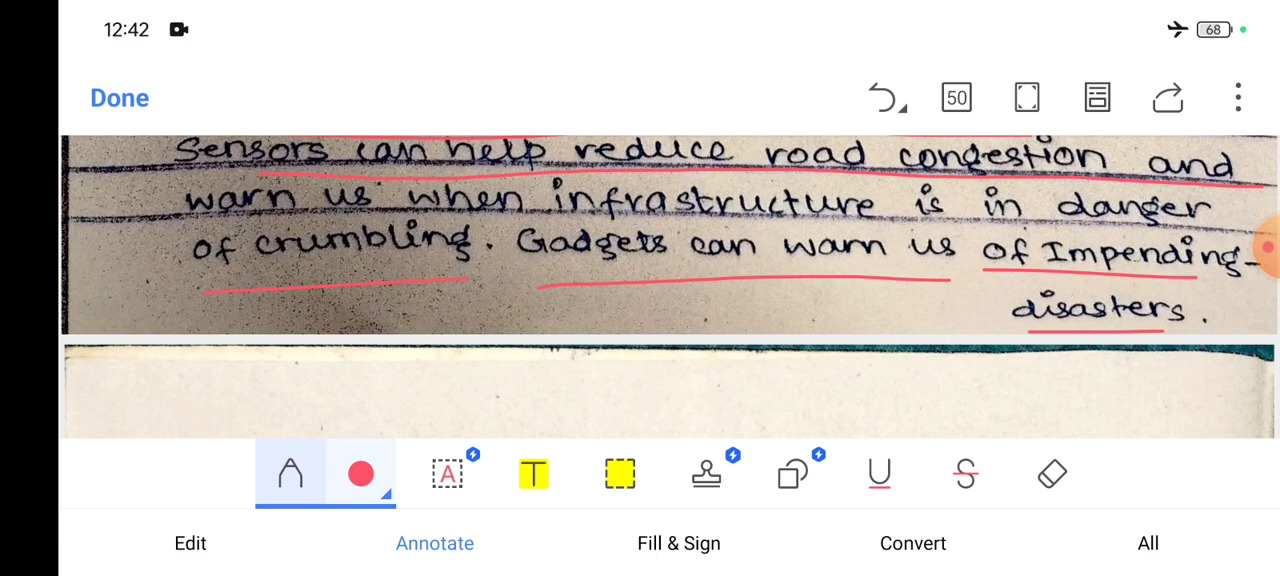 12:42
68
Done
50
Sensors can help reduce road congestion and
warn us when infrastructure is in danger
of crumbling. Gadgets can warn us of Impending-
disasters.
A
T
U
S
Edit
Annotate
Fill & Sign
Convert
All